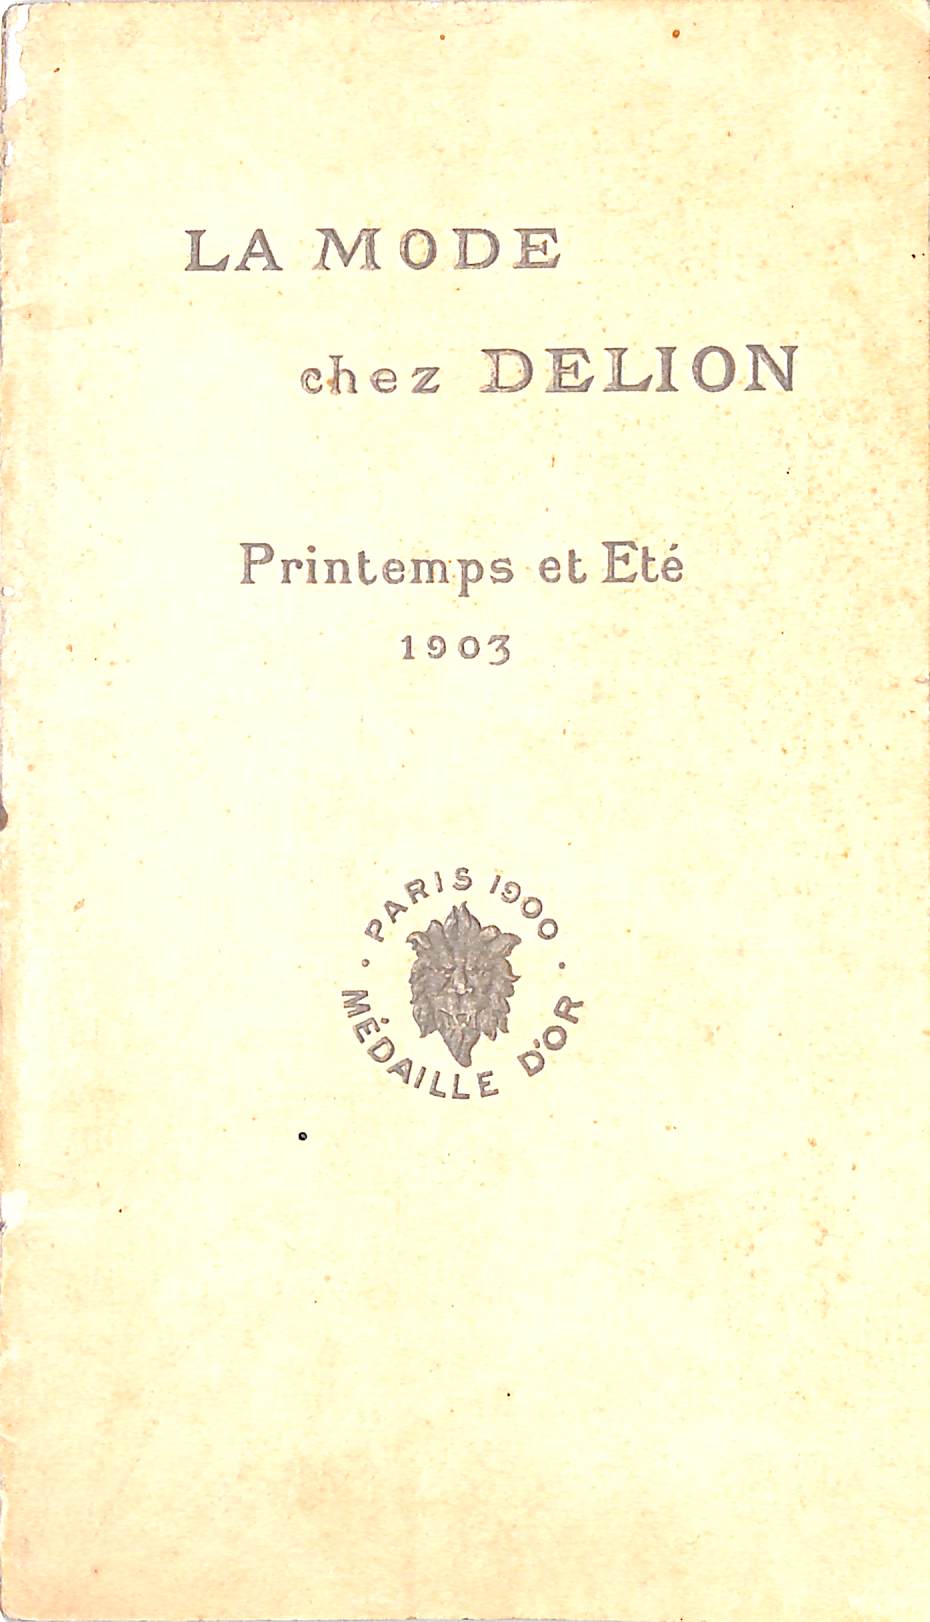 LA MODE
chez DELION
Printemps et Eté
1903
· PARIS 1900 ·
MÉDAILLE D'OR